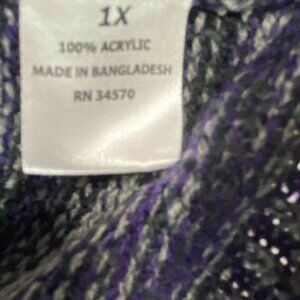 1X
100% ACRYLIC
MADE IN BANGLADESH
RN 34570